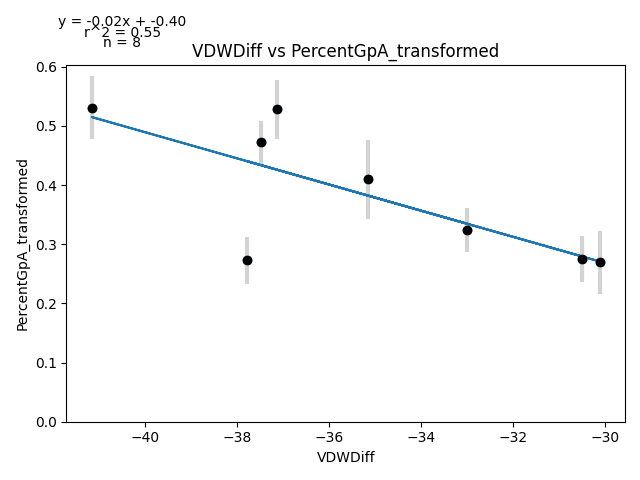 y = -0.02x + -0.40
r^2 = 0.55
n = 8
VDWDiff vs PercentGpA_transformed
0.6
0.5
0.4
0.3
0.2
0.1
0.0
PercentGpA_transformed
−40
−38
−36
−34
−32
−30
VDWDiff